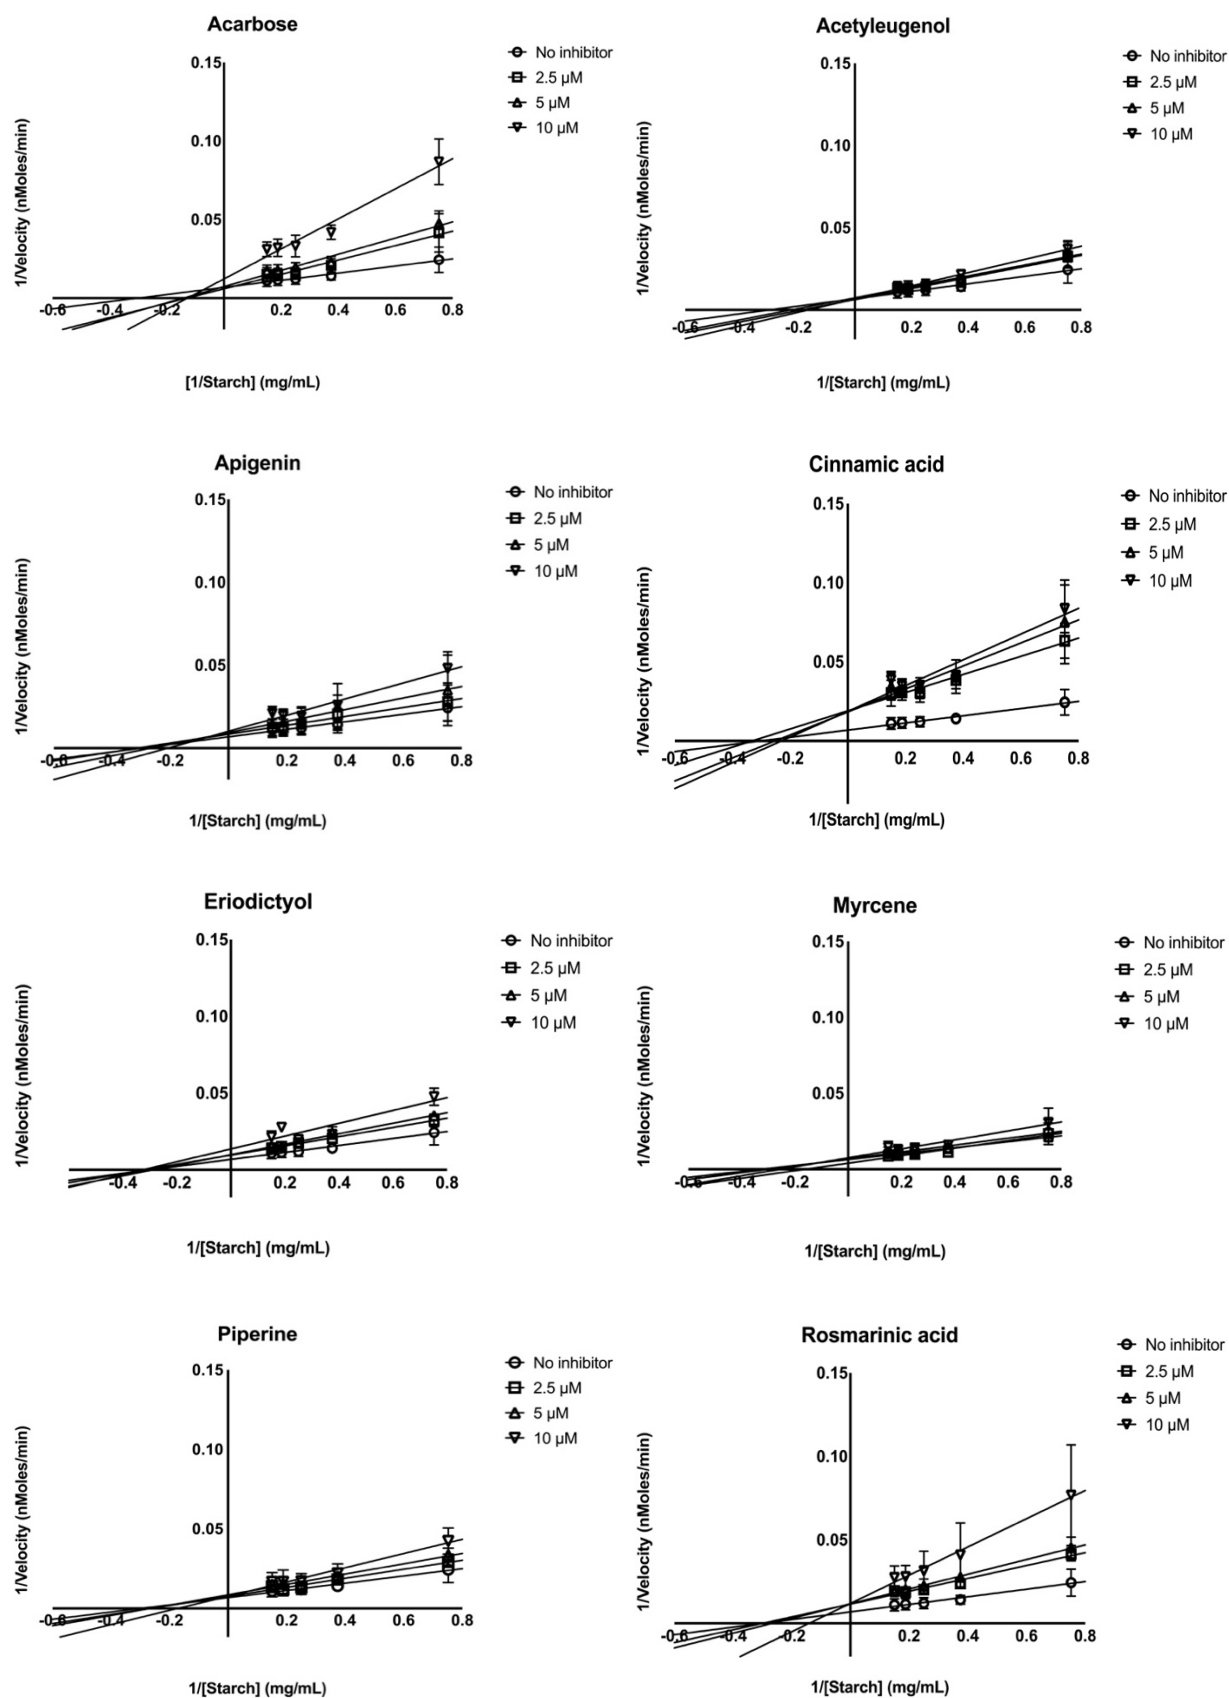 Acarbose
1/Velocity (nMoles/min)
0.15
0.10
0.05
-0.6 -0.4 -0.2 0.2 0.4 0.6 0.8
[1/Starch] (mg/mL)
No inhibitor
2.5 µM
5 µM
10 µM
Acetyleugenol
1/Velocity (nMoles/min)
0.15
0.10
0.05
-0.6 -0.4 -0.2 0.2 0.4 0.6 0.8
1/[Starch] (mg/mL)
No inhibitor
2.5 µM
5 µM
10 µM
Apigenin
1/Velocity (nMoles/min)
0.15
0.10
0.05
-0.6 -0.4 -0.2 0.2 0.4 0.6 0.8
1/[Starch] (mg/mL)
No inhibitor
2.5 µM
5 µM
10 µM
Cinnamic acid
1/Velocity (nMoles/min)
0.15
0.10
0.05
-0.6 -0.4 -0.2 0.2 0.4 0.6 0.8
1/[Starch] (mg/mL)
No inhibitor
2.5 µM
5 µM
10 µM
Eriodictyol
1/Velocity (nMoles/min)
0.15
0.10
0.05
-0.4 -0.2 0.2 0.4 0.6 0.8
1/[Starch] (mg/mL)
No inhibitor
2.5 µM
5 µM
10 µM
Myrcene
1/Velocity (nMoles/min)
0.15
0.10
0.05
-0.6 -0.4 -0.2 0.2 0.4 0.6 0.8
1/[Starch] (mg/mL)
No inhibitor
2.5 µM
5 µM
10 µM
Piperine
1/Velocity (nMoles/min)
0.15
0.10
0.05
-0.6 -0.4 -0.2 0.2 0.4 0.6 0.8
1/[Starch] (mg/mL)
No inhibitor
2.5 µM
5 µM
10 µM
Rosmarinic acid
1/Velocity (nMoles/min)
0.15
0.10
0.05
-0.6 -0.4 -0.2 0.2 0.4 0.6 0.8
1/[Starch] (mg/mL)
No inhibitor
2.5 µM
5 µM
10 µM